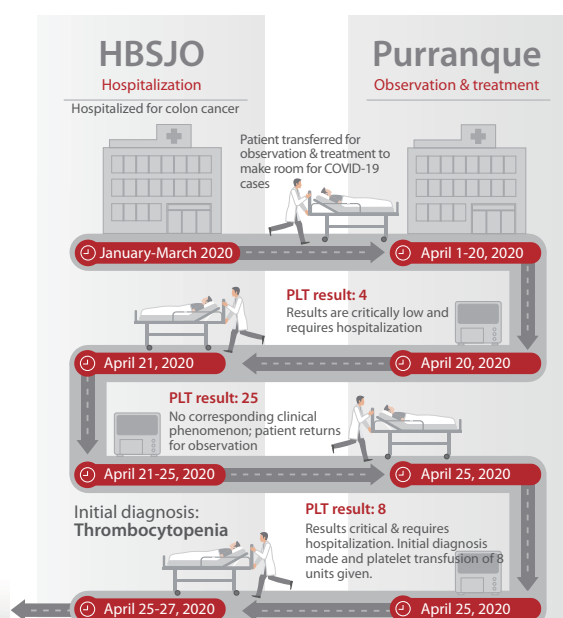 HBSJO
Hospitalization
Hospitalized for colon cancer
Purranque
Observation & treatment
Patient transferred for
observation & treatment to
make room for COVID-19
cases
January-March 2020
April 1-20, 2020
PLT result: 4
Results are critically low and
requires hospitalization
April 21, 2020
April 20, 2020
PLT result: 25
No corresponding clinical
phenomenon; patient returns
for observation
April 21-25, 2020
April 25, 2020
Initial diagnosis:
Thrombocytopenia
PLT result: 8
Results critical & requires
hospitalization. Initial diagnosis
made and platelet transfusion of 8
units given.
April 25-27, 2020
April 25, 2020